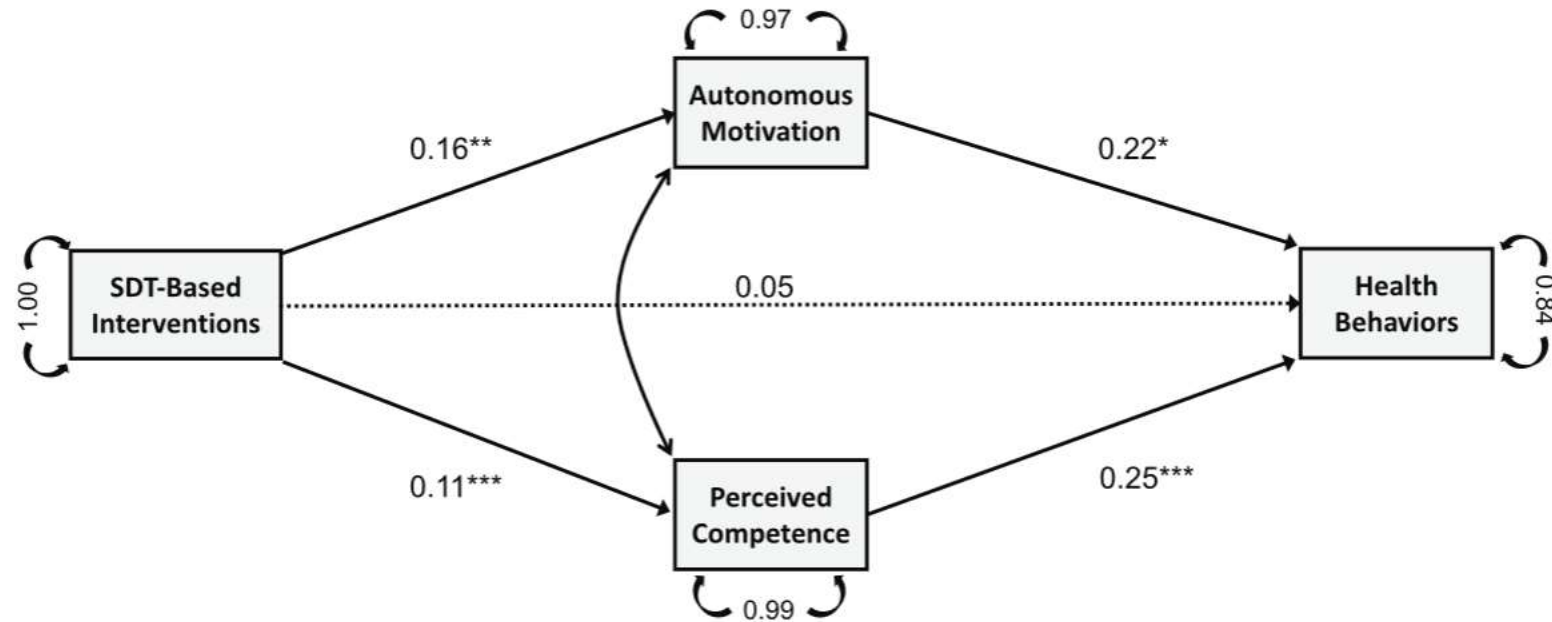 0.97
Autonomous
Motivation
0.16**
0.22*
1.00
SDT-Based
Interventions
0.05
Health
Behaviors
0.84
0.11***
0.25***
Perceived
Competence
0.99